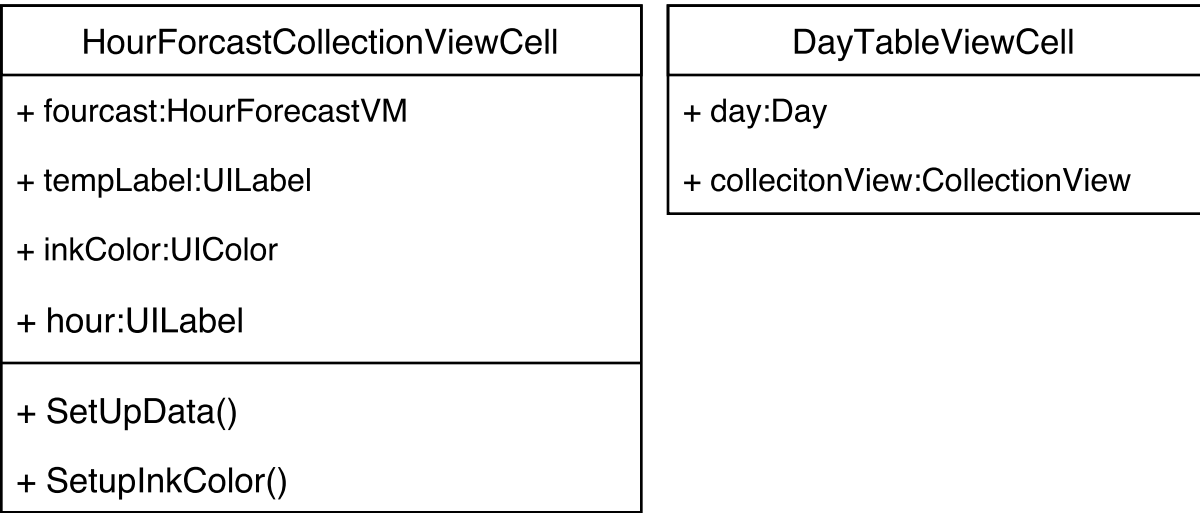 HourForcastCollectionViewCell
+ fourcast:HourForecastVM
+ tempLabel:UILabel
+ inkColor:UIColor
+ hour:UILabel
+ SetUpData()
+ SetupInkColor()
DayTableViewCell
+ day:Day
+ collecitonView:CollectionView